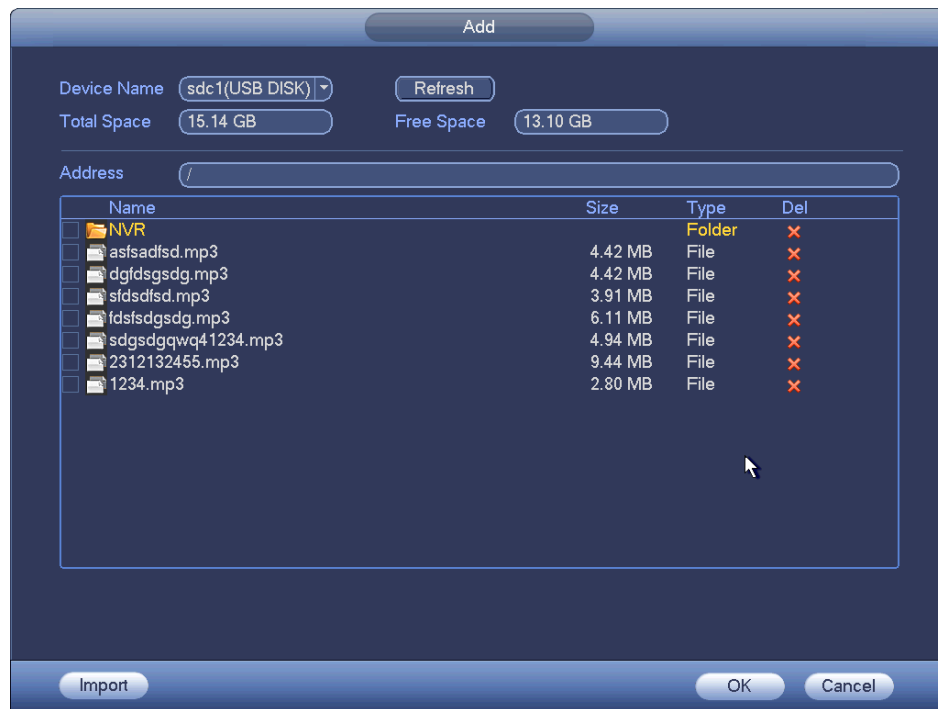 Add
Device Name sdc1(USB DISK) Refresh
Total Space 15.14 GB Free Space 13.10 GB
Address /
Name Size Type Del
NVR Folder
asfsadfsd.mp3 4.42 MB File
dgfdsgsdg.mp3 4.42 MB File
sfdsdfsd.mp3 3.91 MB File
fdsfsdgsdg.mp3 6.11 MB File
sdgsdgqwq41234.mp3 4.94 MB File
2312132455.mp3 9.44 MB File
1234.mp3 2.80 MB File
Import OK Cancel